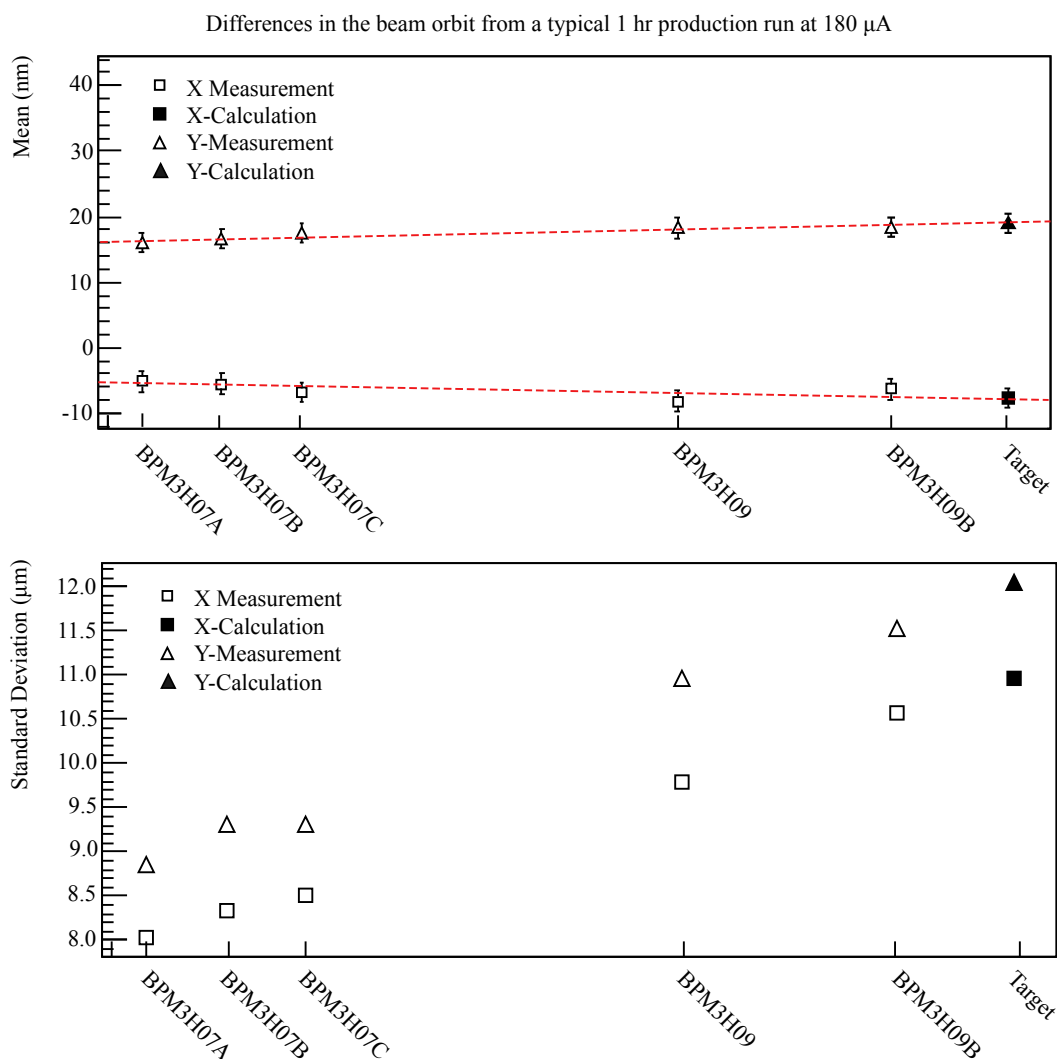 Differences in the beam orbit from a typical 1 hr production run at 180 μA
Mean (nm)
40
30
20
10
0
-10
X Measurement
X-Calculation
Y-Measurement
Y-Calculation
BPM3H07A
BPM3H07B
BPM3H07C
BPM3H09
BPM3H09B
Target
Standard Deviation (μm)
12.0
11.5
11.0
10.5
10.0
9.5
9.0
8.5
8.0
X Measurement
X-Calculation
Y-Measurement
Y-Calculation
BPM3H07A
BPM3H07B
BPM3H07C
BPM3H09
BPM3H09B
Target